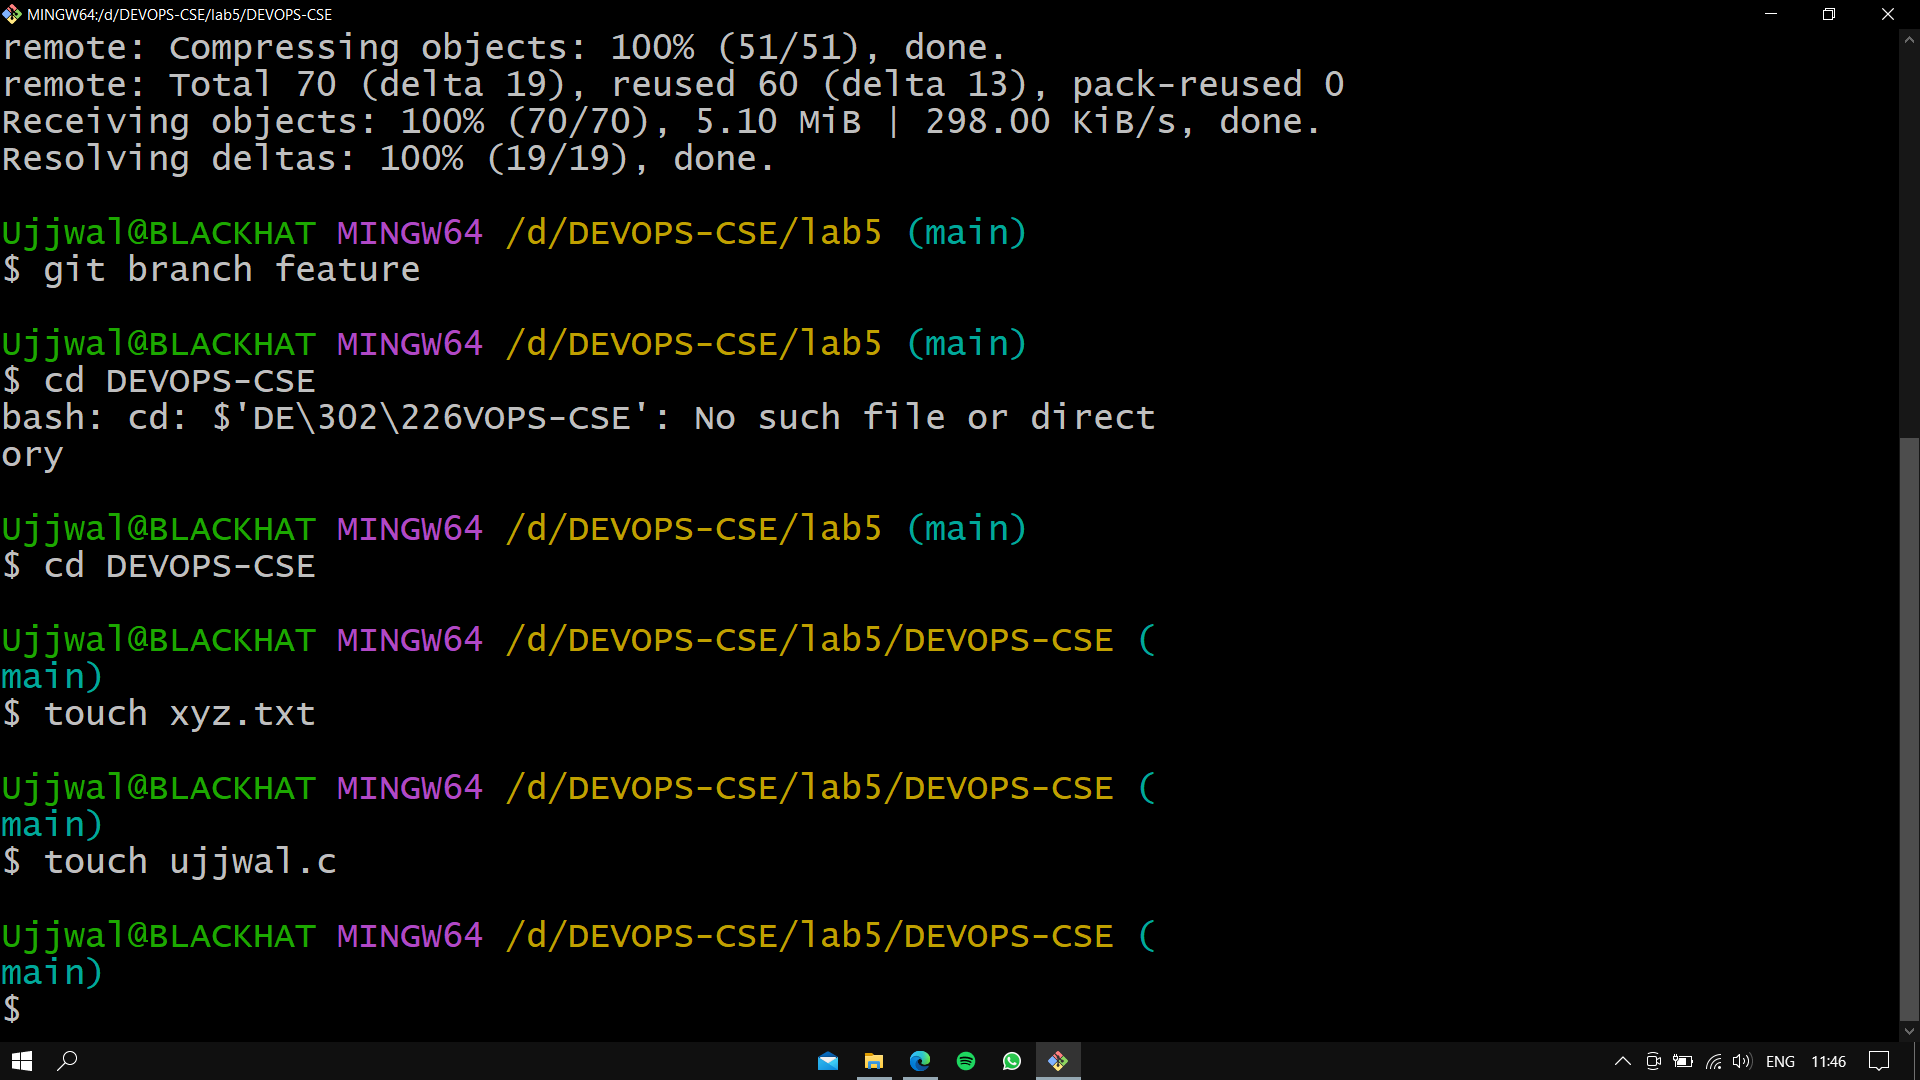 MINGW64:/d/DEVOPS-CSE/lab5/DEVOPS-CSE
remote: Compressing objects: 100% (51/51), done.
remote: Total 70 (delta 19), reused 60 (delta 13), pack-reused 0
Receiving objects: 100% (70/70), 5.10 MiB | 298.00 KiB/s, done.
Resolving deltas: 100% (19/19), done.
Ujjwal@BLACKHAT MINGW64 /d/DEVOPS-CSE/lab5 (main)
$ git branch feature
Ujjwal@BLACKHAT MINGW64 /d/DEVOPS-CSE/lab5 (main)
$ cd DEVOPS-CSE
bash: cd: $'DE\302\226VOPS-CSE': No such file or direct
ory
Ujjwal@BLACKHAT MINGW64 /d/DEVOPS-CSE/lab5 (main)
$ cd DEVOPS-CSE
Ujjwal@BLACKHAT MINGW64 /d/DEVOPS-CSE/lab5/DEVOPS-CSE (
main)
$ touch xyz.txt
Ujjwal@BLACKHAT MINGW64 /d/DEVOPS-CSE/lab5/DEVOPS-CSE (
main)
$ touch ujjwal.c
Ujjwal@BLACKHAT MINGW64 /d/DEVOPS-CSE/lab5/DEVOPS-CSE (
main)
$
ENG 11:46